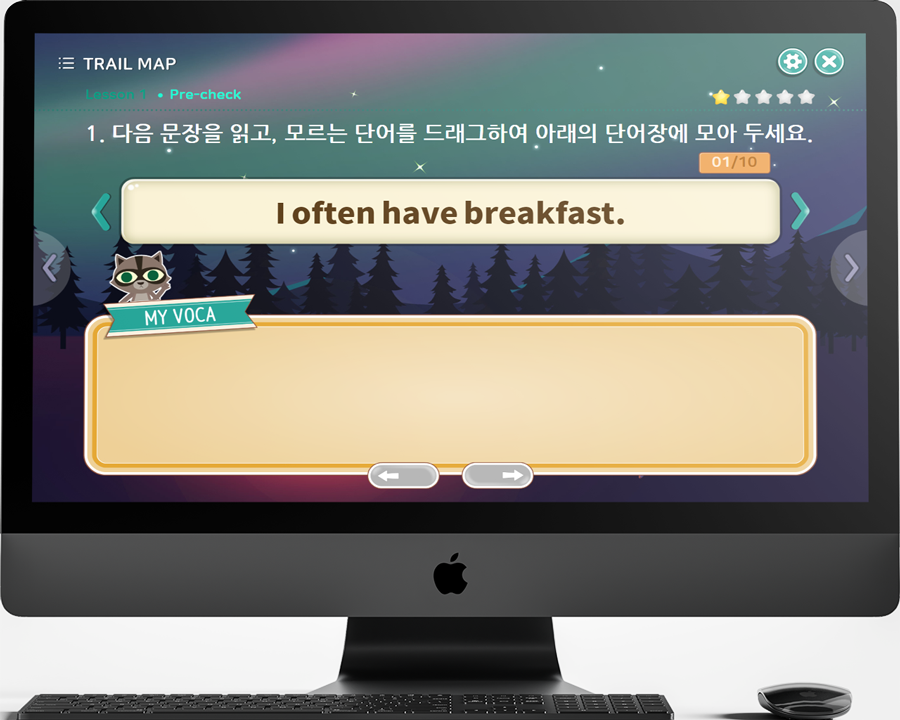 TRAIL MAP
Lesson 1 • Pre-check
1. 다음 문장을 읽고, 모르는 단어를 드래그하여 아래의 단어장에 모아 두세요.
01/10
I often have breakfast.
MY VOCA